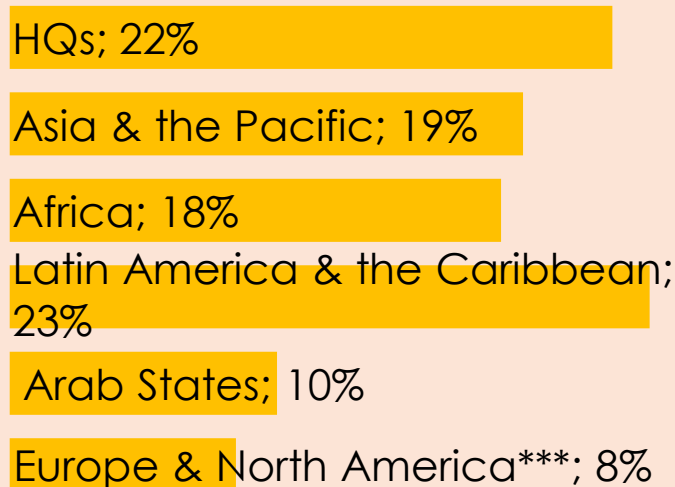 HQs; 22%
Asia & the Pacific; 19%
Africa; 18%
Latin America & the Caribbean;
23%
Arab States; 10%
Europe & North America***; 8%